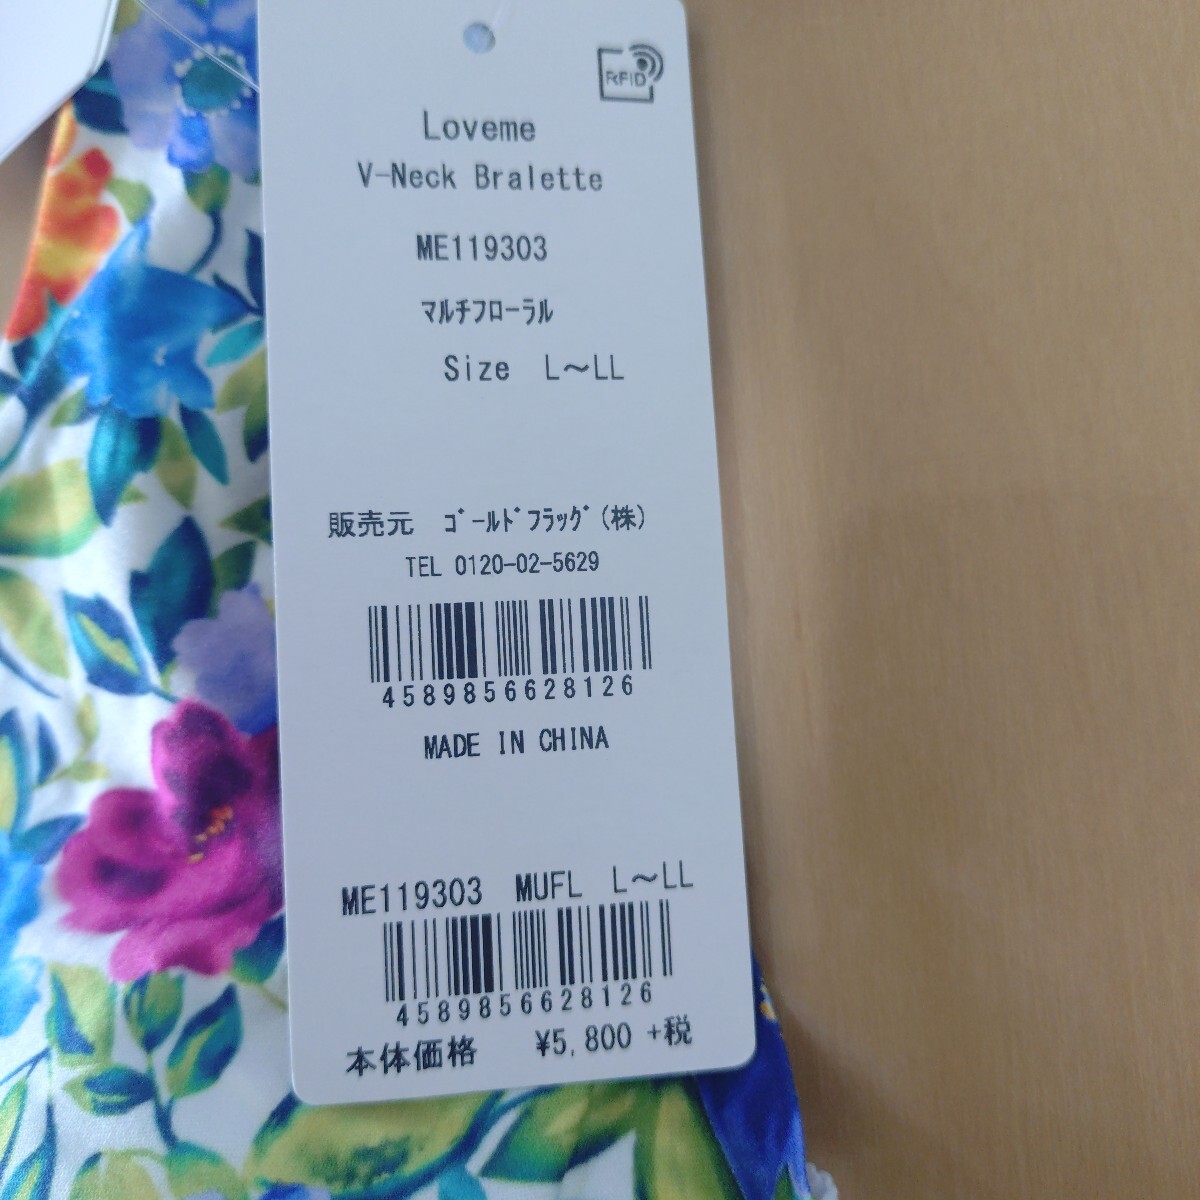 RFID
Loveme
V-Neck Bralette
ME119303
ﾏﾙﾁﾌﾛｰﾗﾙ
Size L～LL
販売元 ｺﾞｰﾙﾄﾞﾌﾗｯｸﾞ(株)
TEL 0120-02-5629
4589856628126
MADE IN CHINA
ME119303 MUFL L～LL
4589856628126
本体価格 ¥5,800 +税